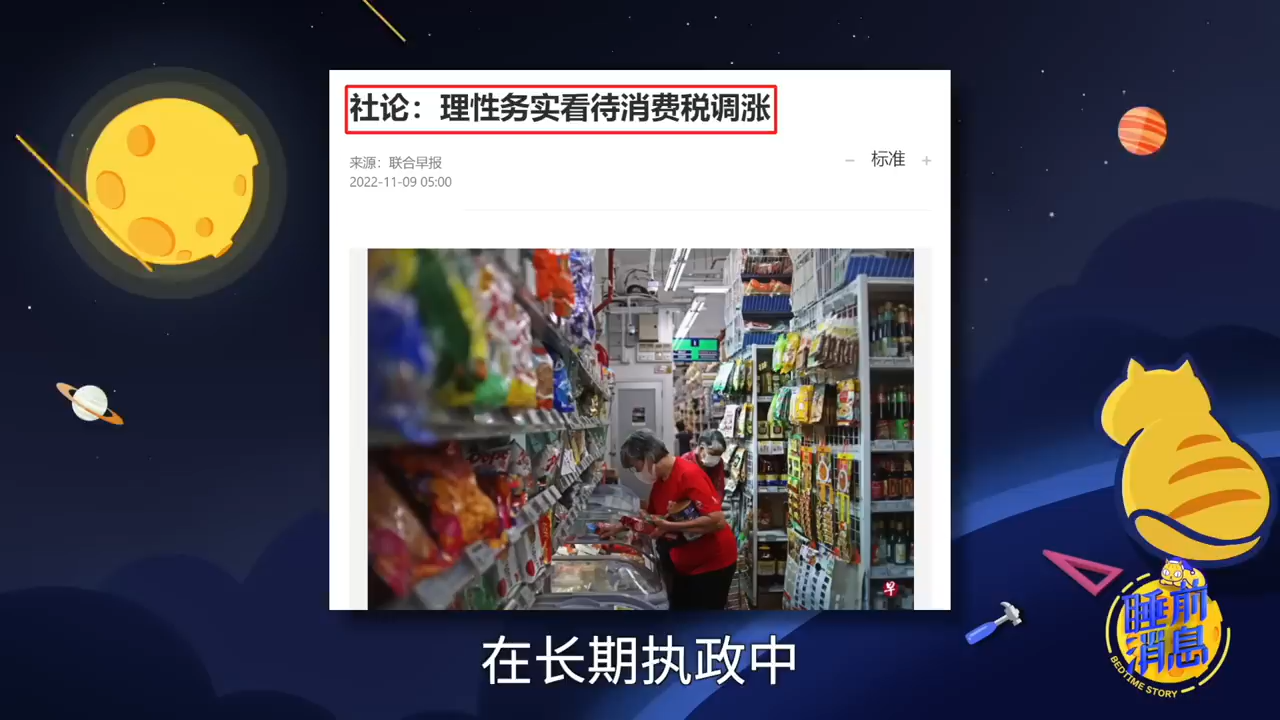 社论：理性务实看待消费税调涨
来源：联合早报
2022-11-09 05:00
− 标准 +
早
在长期执政中
睡前
消息
BEDTIME STORY